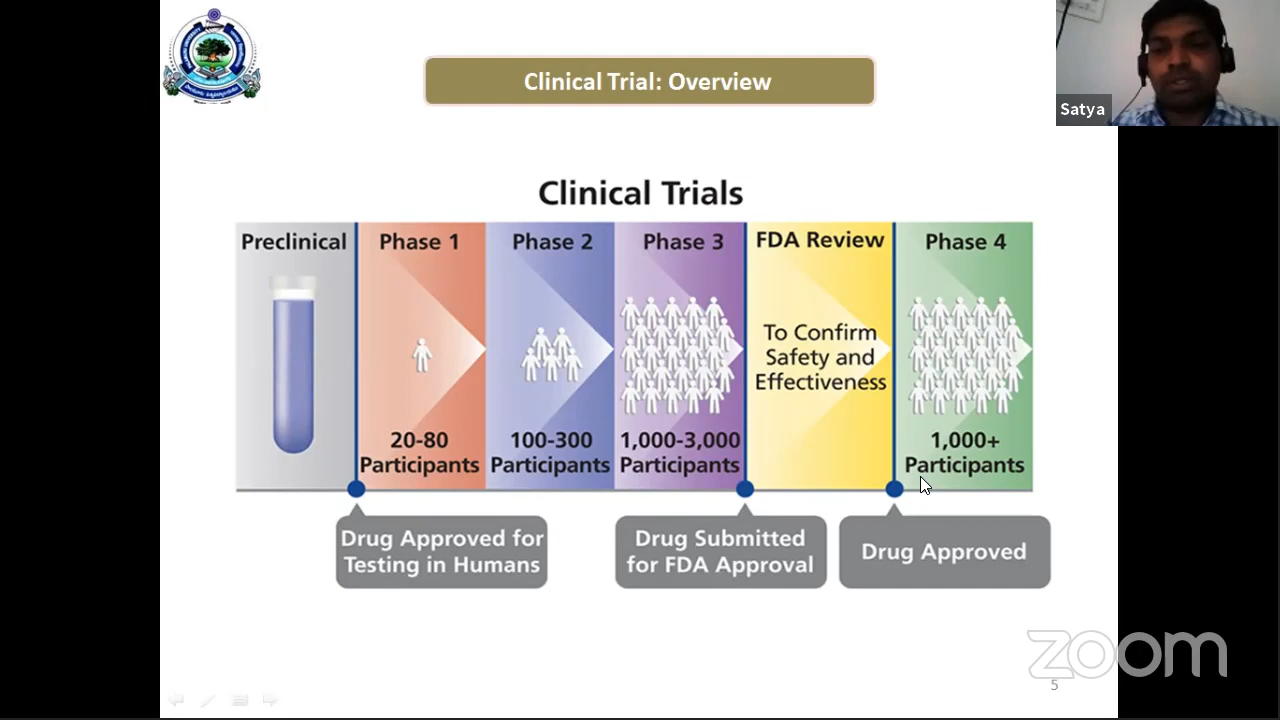 Clinical Trial: Overview
Satya
Clinical Trials
Preclinical
Phase 1
Phase 2
Phase 3
FDA Review
Phase 4
To Confirm
Safety and
Effectiveness
20-80
Participants
100-300
Participants
1,000-3,000
Participants
1,000+
Participants
Drug Approved for
Testing in Humans
Drug Submitted
for FDA Approval
Drug Approved
zoom
5